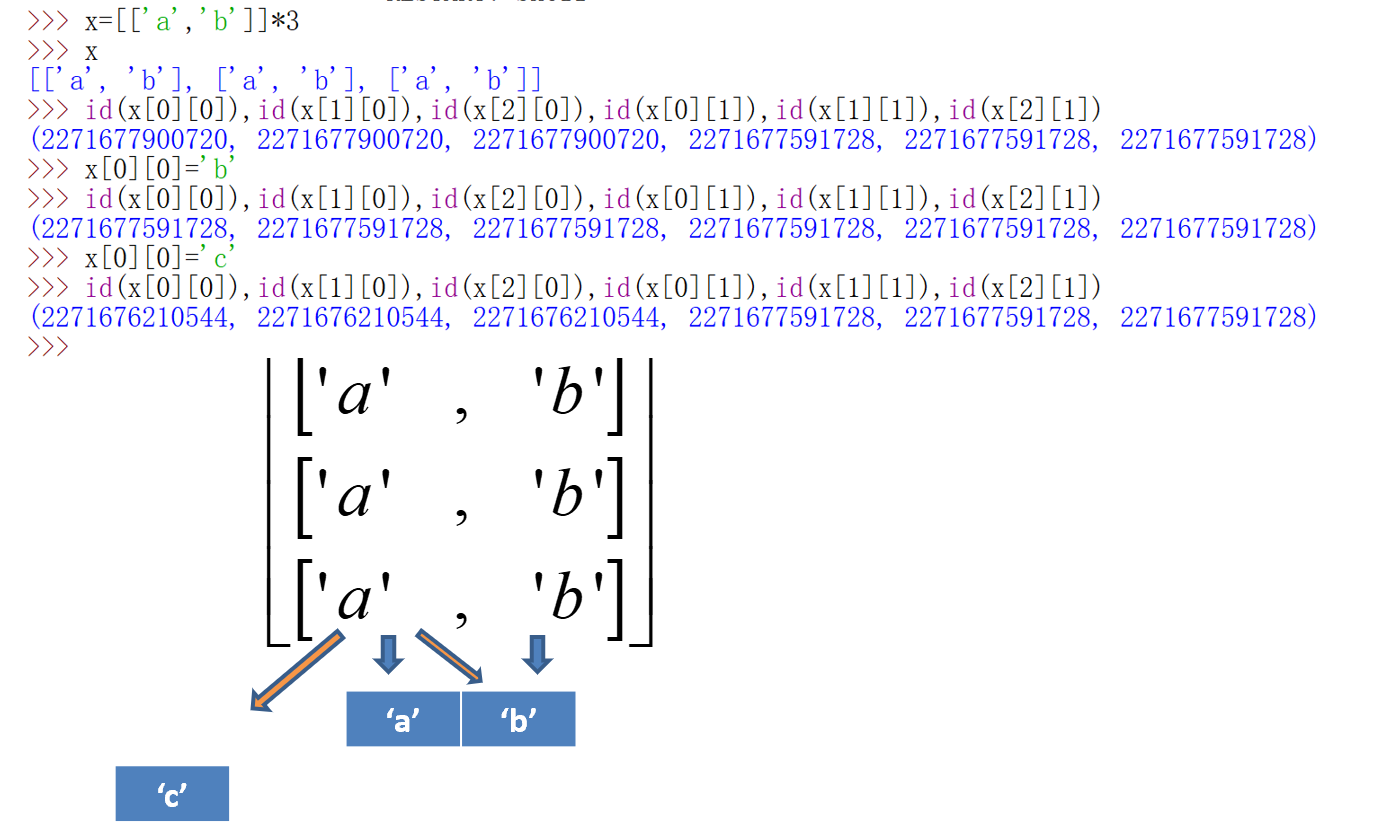 >>> x=[['a','b']]*3
>>> x
[['a', 'b'], ['a', 'b'], ['a', 'b']]
>>> id(x[0][0]),id(x[1][0]),id(x[2][0]),id(x[0][1]),id(x[1][1]),id(x[2][1])
(2271677900720, 2271677900720, 2271677900720, 2271677591728, 2271677591728, 2271677591728)
>>> x[0][0]='b'
>>> id(x[0][0]),id(x[1][0]),id(x[2][0]),id(x[0][1]),id(x[1][1]),id(x[2][1])
(2271677591728, 2271677591728, 2271677591728, 2271677591728, 2271677591728, 2271677591728)
>>> x[0][0]='c'
>>> id(x[0][0]),id(x[1][0]),id(x[2][0]),id(x[0][1]),id(x[1][1]),id(x[2][1])
(2271676210544, 2271676210544, 2271676210544, 2271677591728, 2271677591728, 2271677591728)
>>>
['a' , 'b']
['a' , 'b']
['a' , 'b']
‘a’ ‘b’
‘c’